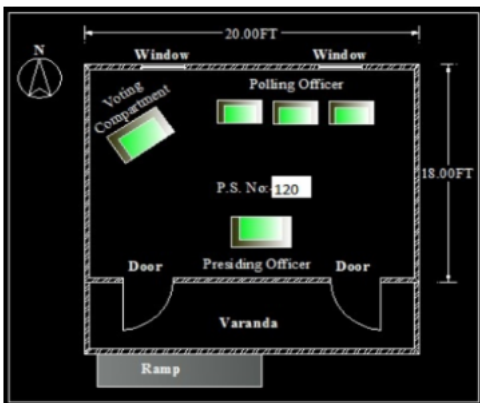 20.00FT
N
Window
Window
Polling Officer
Voting
Compartment
18.00FT
P.S. No:-120
Door
Presiding Officer
Door
Varanda
Ramp